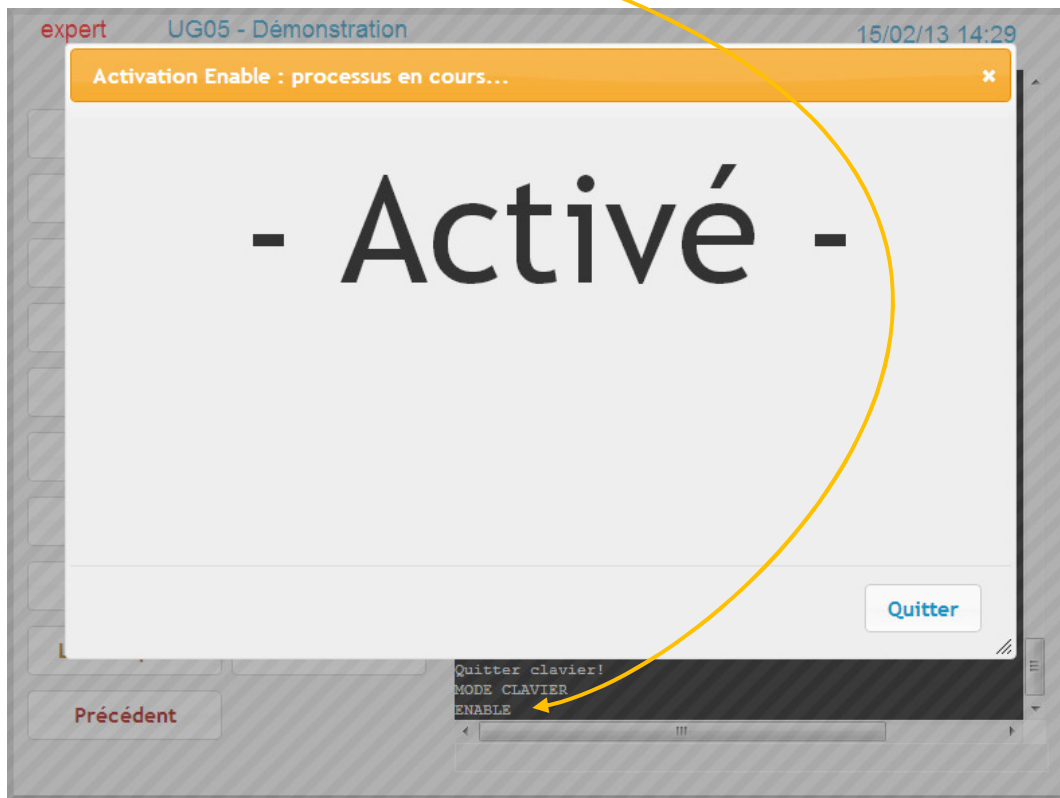 expert UG05 - Démonstration 15/02/13 14:29
Activation Enable : processus en cours...
- Activé -
Quitter
Quitter clavier!
MODE CLAVIER
ENABLE
Précédent